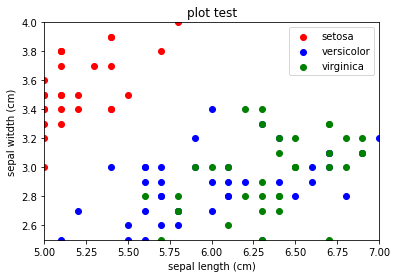 plot test
4.0
3.8
3.6
3.4
3.2
3.0
2.8
2.6
sepal witdth (cm)
setosa
versicolor
virginica
5.00
5.25
5.50
5.75
6.00
6.25
6.50
6.75
7.00
sepal length (cm)